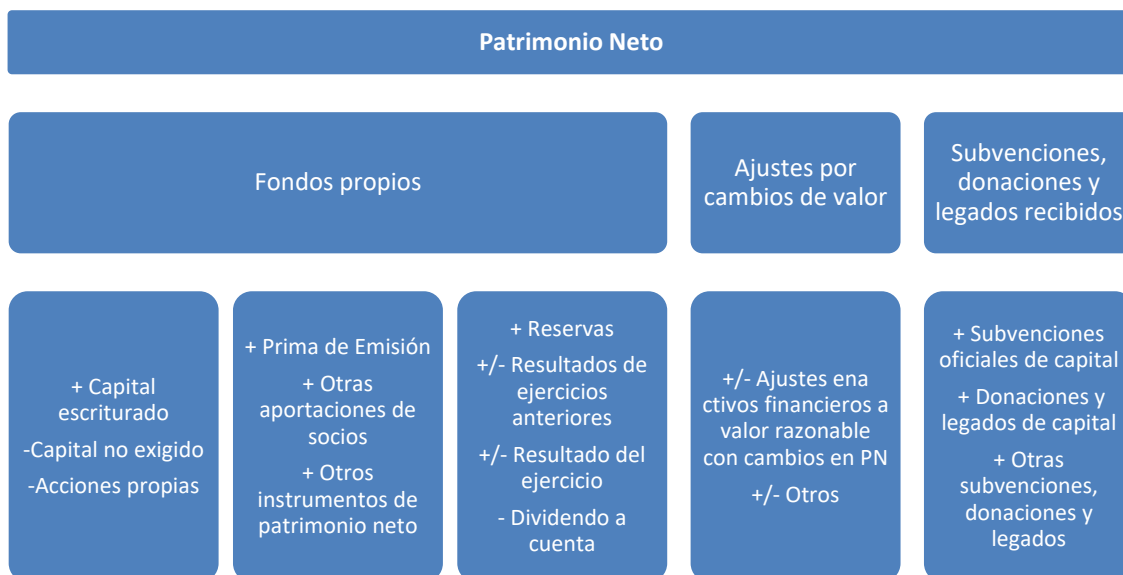 Patrimonio Neto
Fondos propios
Ajustes por
cambios de valor
Subvenciones,
donaciones y
legados recibidos
+ Capital
escriturado
-Capital no exigido
-Acciones propias
+ Prima de Emisión
+ Otras
aportaciones de
socios
+ Otros
instrumentos de
patrimonio neto
+ Reservas
+/- Resultados de
ejercicios
anteriores
+/- Resultado del
ejercicio
- Dividendo a
cuenta
+/- Ajustes ena
ctivos financieros a
valor razonable
con cambios en PN
+/- Otros
+ Subvenciones
oficiales de capital
+ Donaciones y
legados de capital
+ Otras
subvenciones,
donaciones y
legados